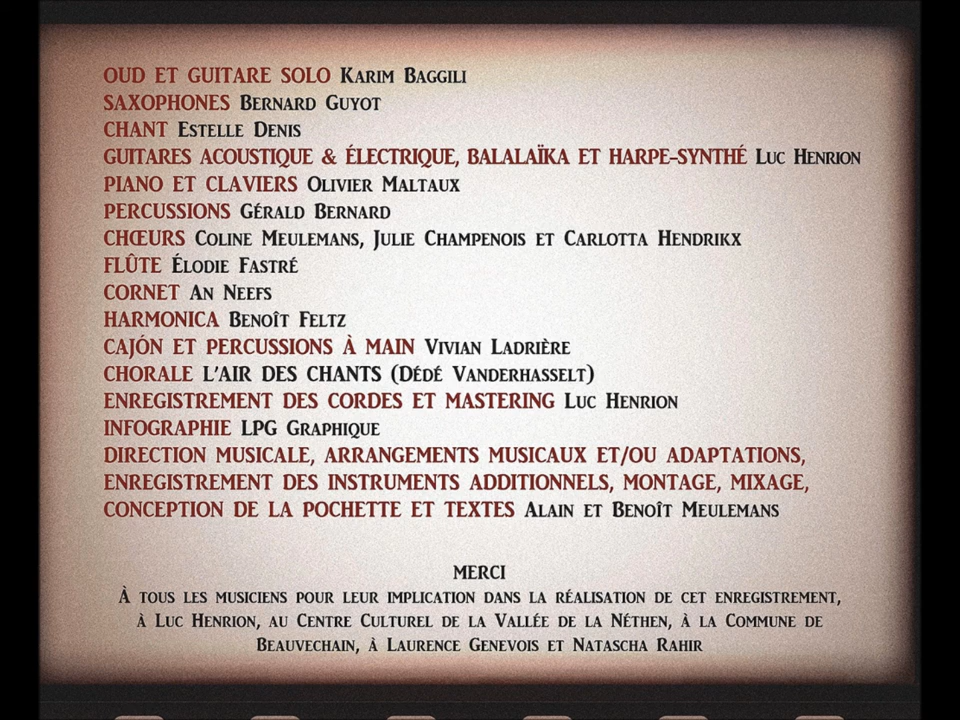 OUD ET GUITARE SOLO KARIM BAGGILI
SAXOPHONES BERNARD GUYOT
CHANT ESTELLE DENIS
GUITARES ACOUSTIQUE & ÉLECTRIQUE, BALALAÏKA ET HARPE-SYNTHÉ LUC HENRION
PIANO ET CLAVIERS OLIVIER MALTAUX
PERCUSSIONS GÉRALD BERNARD
CHŒURS COLINE MEULEMANS, JULIE CHAMPENOIS ET CARLOTTA HENDRIKX
FLÛTE ÉLODIE FASTRÉ
CORNET AN NEEFS
HARMONICA BENOÎT FELTZ
CAJÓN ET PERCUSSIONS À MAIN VIVIAN LADRIÈRE
CHORALE L'AIR DES CHANTS (DÉDÉ VANDERHASSELT)
ENREGISTREMENT DES CORDES ET MASTERING LUC HENRION
INFOGRAPHIE LPG GRAPHIQUE
DIRECTION MUSICALE, ARRANGEMENTS MUSICAUX ET/OU ADAPTATIONS,
ENREGISTREMENT DES INSTRUMENTS ADDITIONNELS, MONTAGE, MIXAGE,
CONCEPTION DE LA POCHETTE ET TEXTES ALAIN ET BENOÎT MEULEMANS
MERCI
À TOUS LES MUSICIENS POUR LEUR IMPLICATION DANS LA RÉALISATION DE CET ENREGISTREMENT,
À LUC HENRION, AU CENTRE CULTUREL DE LA VALLÉE DE LA NÉTHEN, À LA COMMUNE DE
BEAUVECHAIN, À LAURENCE GENEVOIS ET NATASCHA RAHIR